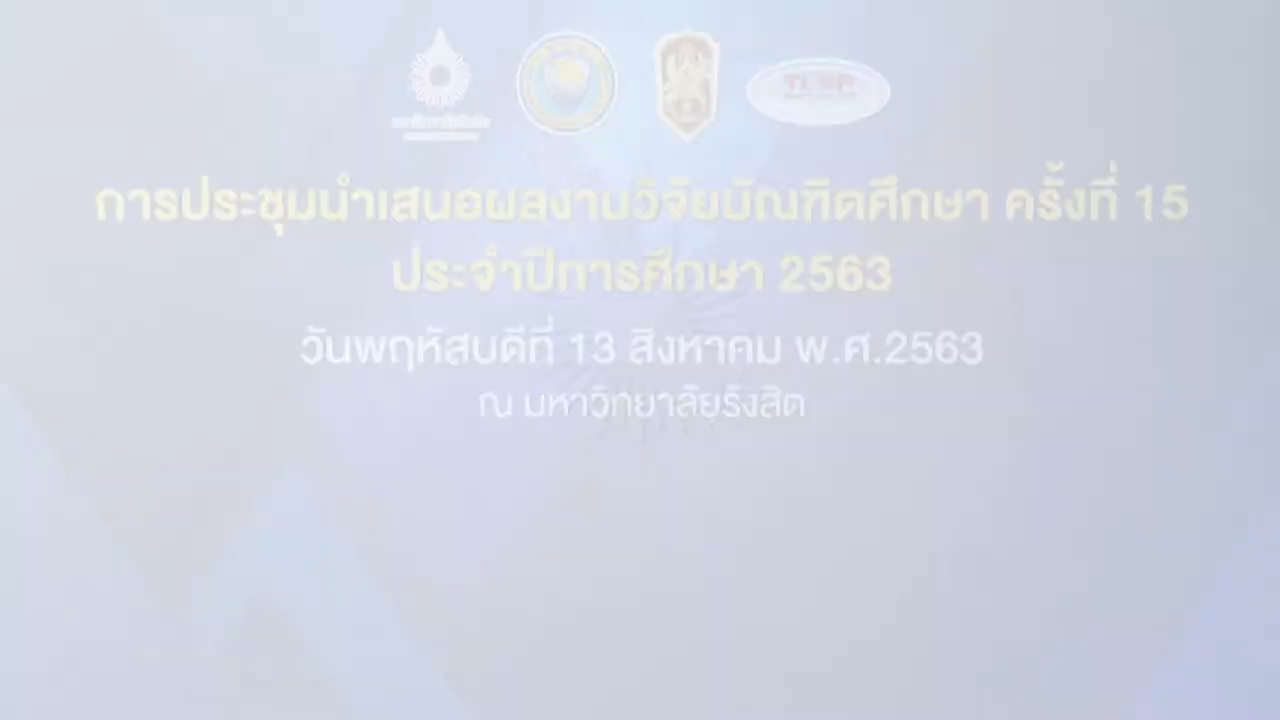 การประชุมนำเสนอผลงานวิจัยบัณฑิตศึกษา ครั้งที่ 15
ประจำปีการศึกษา 2563
วันพฤหัสบดีที่ 13 สิงหาคม พ.ศ.2563
ณ มหาวิทยาลัยรังสิต